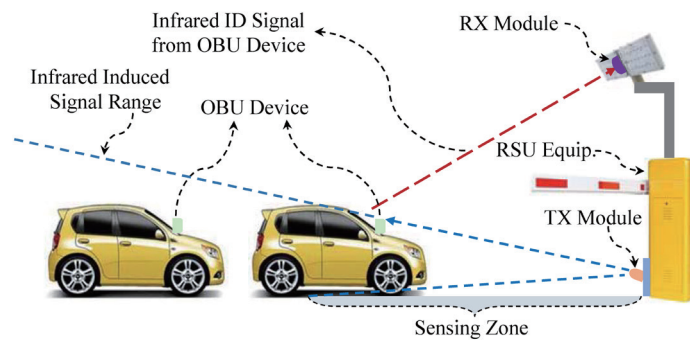 Infrared ID Signal
from OBU Device
RX Module
Infrared Induced
Signal Range
OBU Device
RSU Equip.
TX Module
Sensing Zone